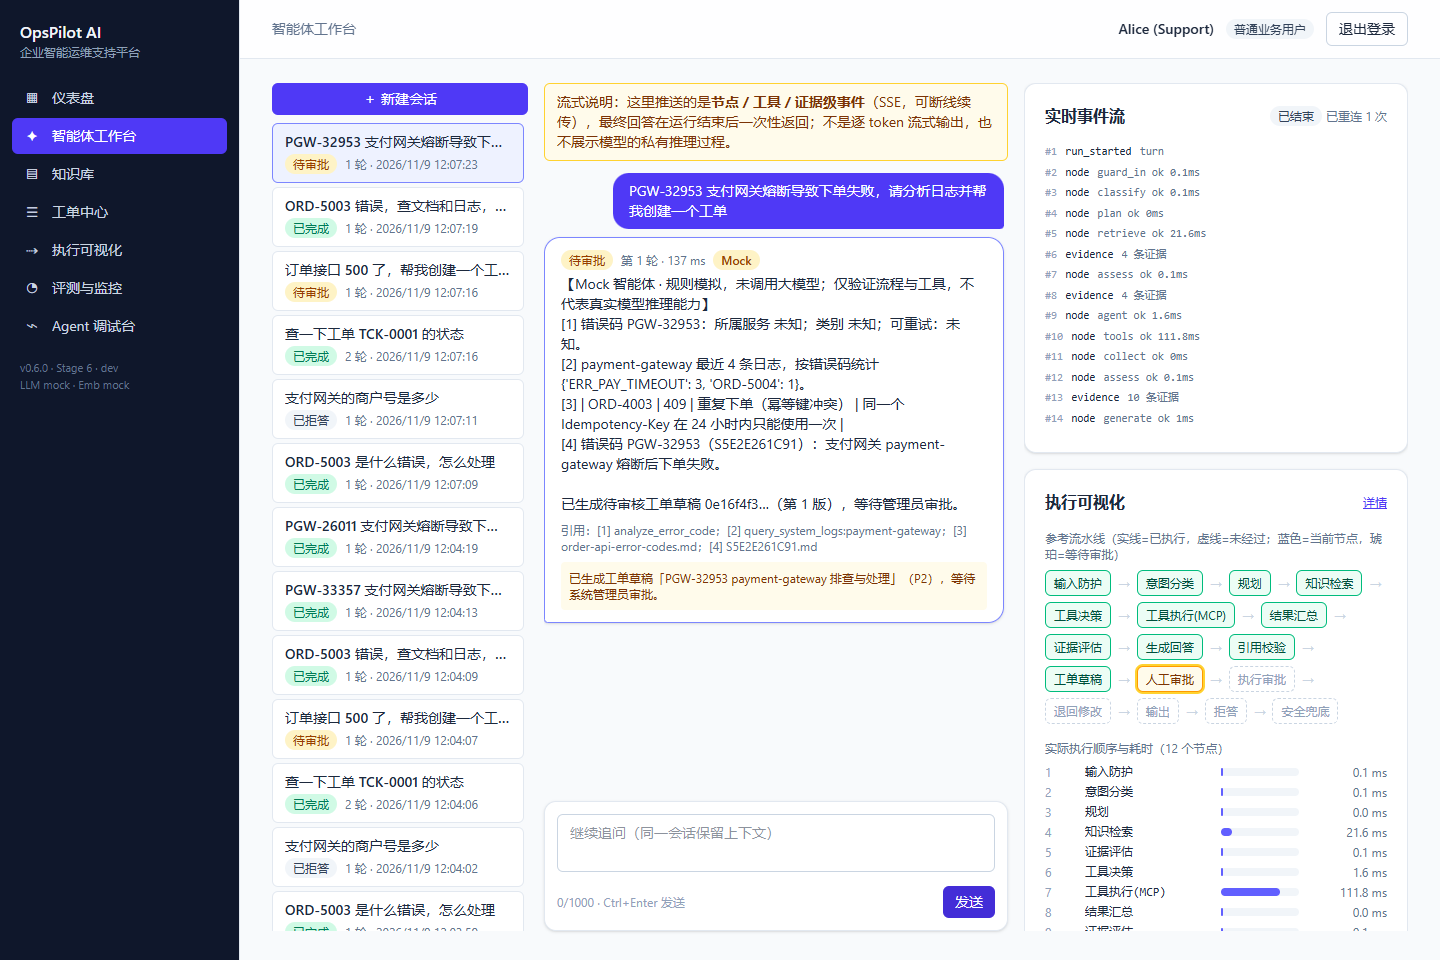 OpsPilot AI
企业智能运维支持平台
▦ 仪表盘
✦ 智能体工作台
▤ 知识库
☰ 工单中心
⇢ 执行可视化
◔ 评测与监控
⌁ Agent 调试台
v0.6.0 · Stage 6 · dev
LLM mock · Emb mock
智能体工作台
Alice (Support) 普通业务用户 退出登录
+ 新建会话
PGW-32953 支付网关熔断导致下...
待审批 1 轮 · 2026/11/9 12:07:23
ORD-5003 错误，查文档和日志，...
已完成 1 轮 · 2026/11/9 12:07:19
订单接口 500 了，帮我创建一个工...
待审批 1 轮 · 2026/11/9 12:07:16
查一下工单 TCK-0001 的状态
已完成 2 轮 · 2026/11/9 12:07:16
支付网关的商户号是多少
已拒答 1 轮 · 2026/11/9 12:07:11
ORD-5003 是什么错误，怎么处理
已完成 1 轮 · 2026/11/9 12:07:09
PGW-26011 支付网关熔断导致下...
已完成 1 轮 · 2026/11/9 12:04:19
PGW-33357 支付网关熔断导致下...
已完成 1 轮 · 2026/11/9 12:04:13
ORD-5003 错误，查文档和日志，...
已完成 1 轮 · 2026/11/9 12:04:09
订单接口 500 了，帮我创建一个工...
待审批 1 轮 · 2026/11/9 12:04:07
查一下工单 TCK-0001 的状态
已完成 2 轮 · 2026/11/9 12:04:06
支付网关的商户号是多少
已拒答 1 轮 · 2026/11/9 12:04:02
ORD-5003 是什么错误，怎么处理
流式说明：这里推送的是节点 / 工具 / 证据级事件（SSE，可断线续
传），最终回答在运行结束后一次性返回；不是逐 token 流式输出，也
不展示模型的私有推理过程。
PGW-32953 支付网关熔断导致下单失败，请分析日志并帮
我创建一个工单
待审批 第 1 轮 · 137 ms Mock
【Mock 智能体 · 规则模拟，未调用大模型；仅验证流程与工具，不
代表真实模型推理能力】
[1] 错误码 PGW-32953：所属服务 未知；类别 未知；可重试：未
知。
[2] payment-gateway 最近 4 条日志，按错误码统计
{'ERR_PAY_TIMEOUT': 3, 'ORD-5004': 1}。
[3] | ORD-4003 | 409 | 重复下单（幂等键冲突） | 同一个
Idempotency-Key 在 24 小时内只能使用一次 |
[4] 错误码 PGW-32953（S5E2E261C91）：支付网关 payment-
gateway 熔断后下单失败。
已生成待审核工单草稿 0e16f4f3...（第 1 版），等待管理员审批。
引用：[1] analyze_error_code；[2] query_system_logs:payment-gateway；[3]
order-api-error-codes.md；[4] S5E2E261C91.md
已生成工单草稿「PGW-32953 payment-gateway 排查与处理」（P2），等待
系统管理员审批。
继续追问（同一会话保留上下文）
0/1000 · Ctrl+Enter 发送 发送
实时事件流 已结束 已重连 1 次
#1 run_started turn
#2 node guard_in ok 0.1ms
#3 node classify ok 0.1ms
#4 node plan ok 0ms
#5 node retrieve ok 21.6ms
#6 evidence 4 条证据
#7 node assess ok 0.1ms
#8 evidence 4 条证据
#9 node agent ok 1.6ms
#10 node tools ok 111.8ms
#11 node collect ok 0ms
#12 node assess ok 0.1ms
#13 evidence 10 条证据
#14 node generate ok 1ms
执行可视化 详情
参考流水线（实线=已执行，虚线=未经过；蓝色=当前节点，琥
珀=等待审批）
输入防护 → 意图分类 → 规划 → 知识检索 →
工具决策 → 工具执行(MCP) → 结果汇总 →
证据评估 → 生成回答 → 引用校验 →
工单草稿 → 人工审批 → 执行审批 →
退回修改 → 输出 → 拒答 → 安全兜底
实际执行顺序与耗时（12 个节点）
1 输入防护 0.1 ms
2 意图分类 0.1 ms
3 规划 0.0 ms
4 知识检索 21.6 ms
5 证据评估 0.1 ms
6 工具决策 1.6 ms
7 工具执行(MCP) 111.8 ms
8 结果汇总 0.0 ms